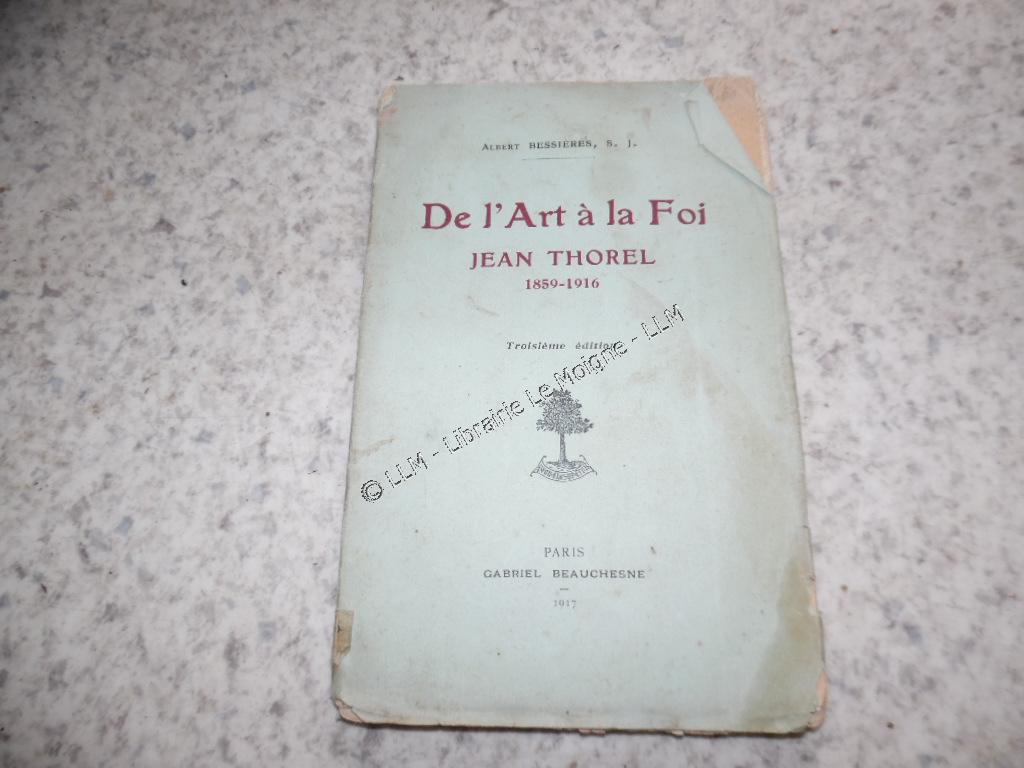 Albert BESSIÈRES, S. J.
De l'Art à la Foi
JEAN THOREL
1859-1916
Troisième édition
© LLM - Librairie Le Moigne - LLM
PARIS
GABRIEL BEAUCHESNE
1917